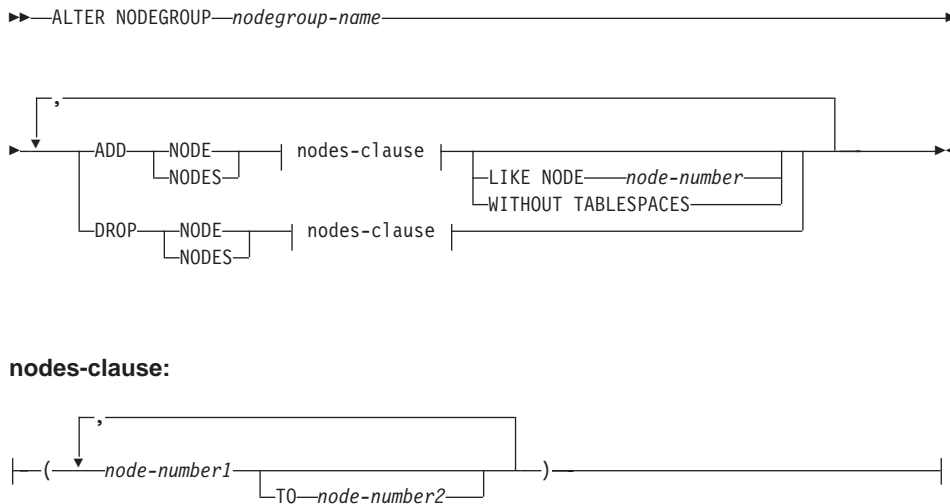 ALTER NODEGROUP nodegroup-name
,
ADD NODE nodes-clause
NODES LIKE NODE node-number
WITHOUT TABLESPACES
DROP NODE nodes-clause
NODES
nodes-clause:
,
( node-number1 )
TO node-number2